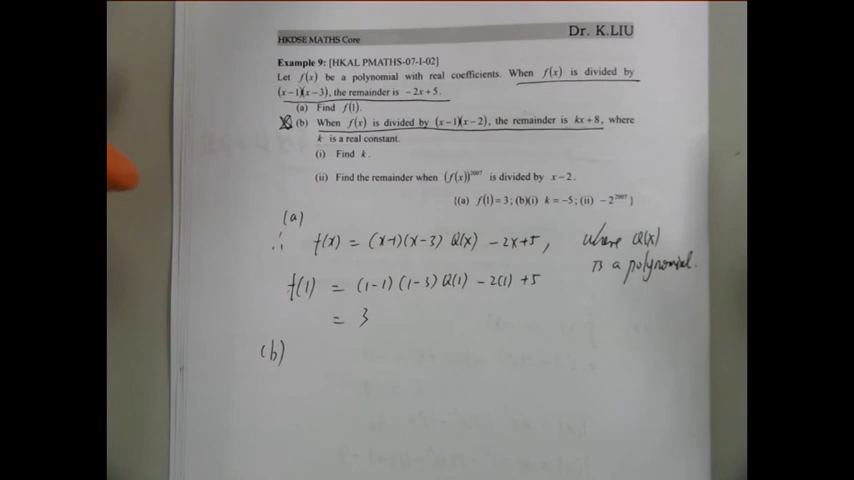 HKDSE MATHS Core
Dr. K.LIU
Example 9: [HKAL PMATHS-07-I-02]
Let f(x) be a polynomial with real coefficients. When f(x) is divided by
(x−1)(x−3), the remainder is −2x+5.
(a) Find f(1).
(b) When f(x) is divided by (x−1)(x−2), the remainder is kx+8, where
k is a real constant.
(i) Find k.
(ii) Find the remainder when (f(x))^2007 is divided by x−2.
{(a) f(1)=3; (b)(i) k=−5; (ii) −2^2007}
(a)
∴ f(x) = (x-1)(x-3) Q(x) − 2x+5, where Q(x)
is a polynomial.
f(1) = (1-1)(1-3) Q(1) − 2(1) +5
= 3
(b)